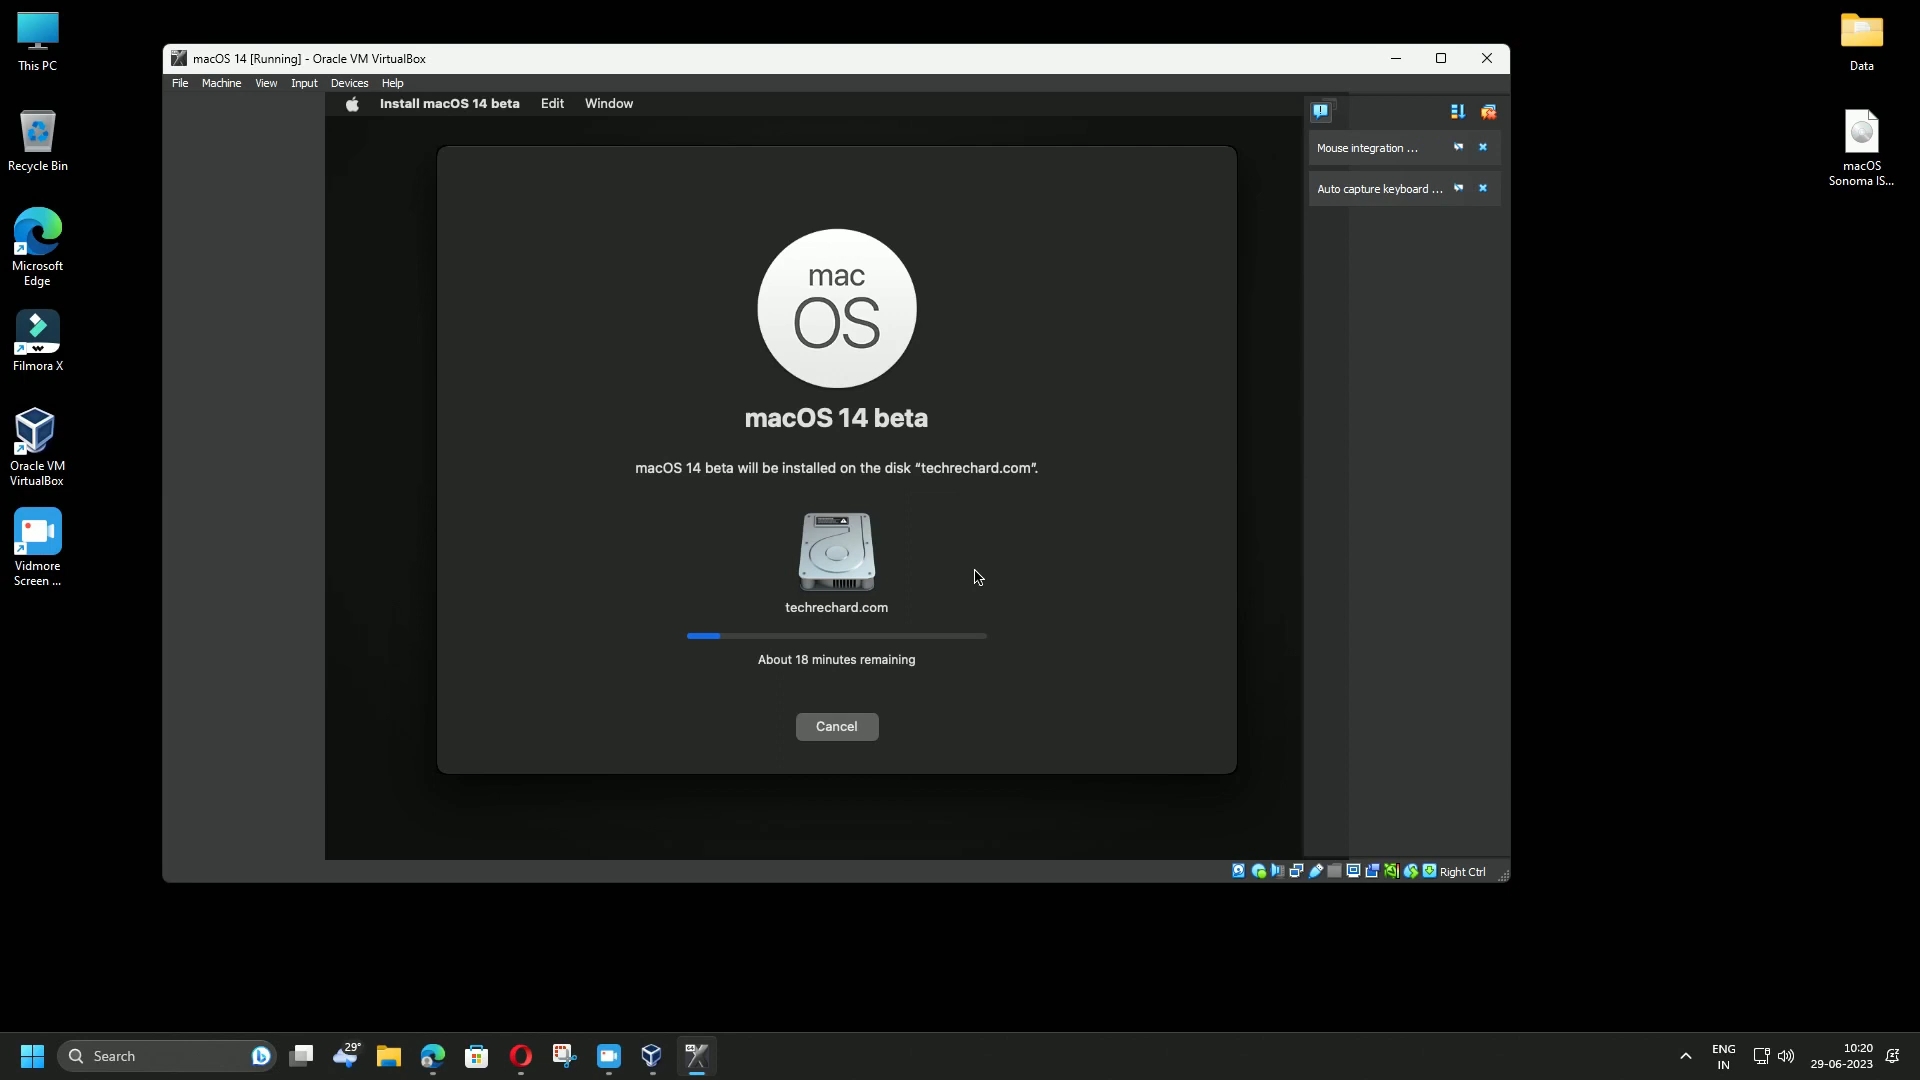 This PC
Recycle Bin
Microsoft
Edge
Filmora X
Oracle VM
VirtualBox
Vidmore
Screen ...
macOS 14 [Running] - Oracle VM VirtualBox
File Machine View Input Devices Help
Install macOS 14 beta Edit Window
mac
OS
macOS 14 beta
macOS 14 beta will be installed on the disk “techrechard.com”.
techrechard.com
About 18 minutes remaining
Cancel
Mouse integration ...
Auto capture keyboard ...
Right Ctrl
Data
macOS
Sonoma IS...
Search
29°
ENG
IN
10:20
29-06-2023